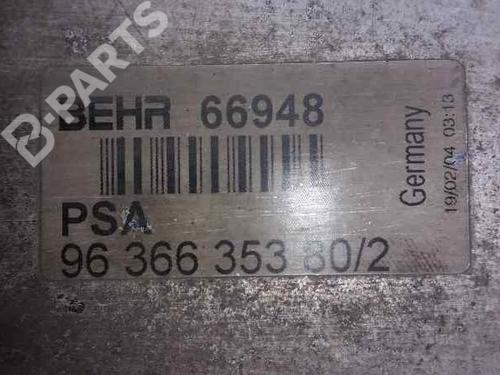 BEHR 66948
PSA
96 366 353 80/2
Germany
19/02/04 03:13
B-PARTS